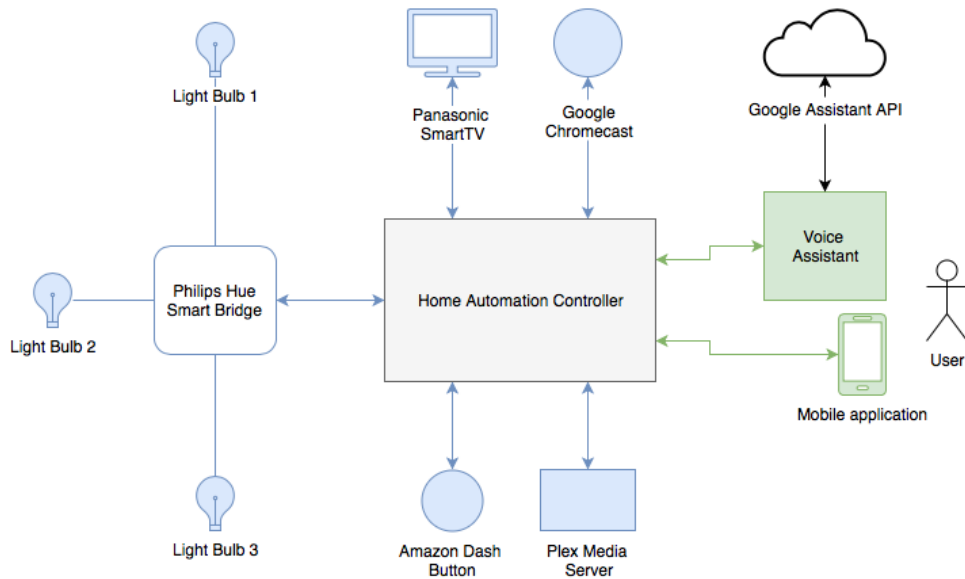 Light Bulb 1
Panasonic
SmartTV
Google
Chromecast
Google Assistant API
Voice
Assistant
Philips Hue
Smart Bridge
Home Automation Controller
Light Bulb 2
User
Mobile application
Light Bulb 3
Amazon Dash
Button
Plex Media
Server